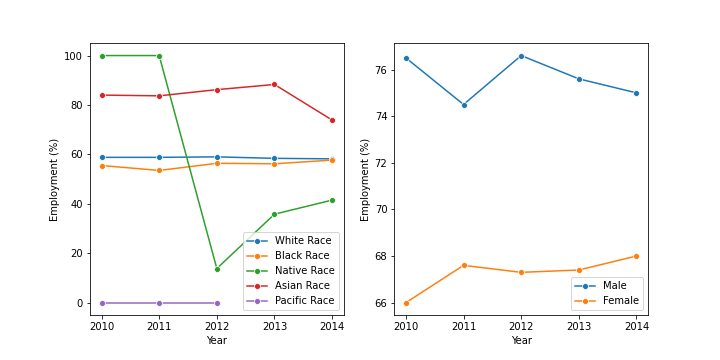 Employment (%)
100
80
60
40
20
0
2010 2011 2012 2013 2014
Year
White Race
Black Race
Native Race
Asian Race
Pacific Race
Employment (%)
76
74
72
70
68
66
2010 2011 2012 2013 2014
Year
Male
Female